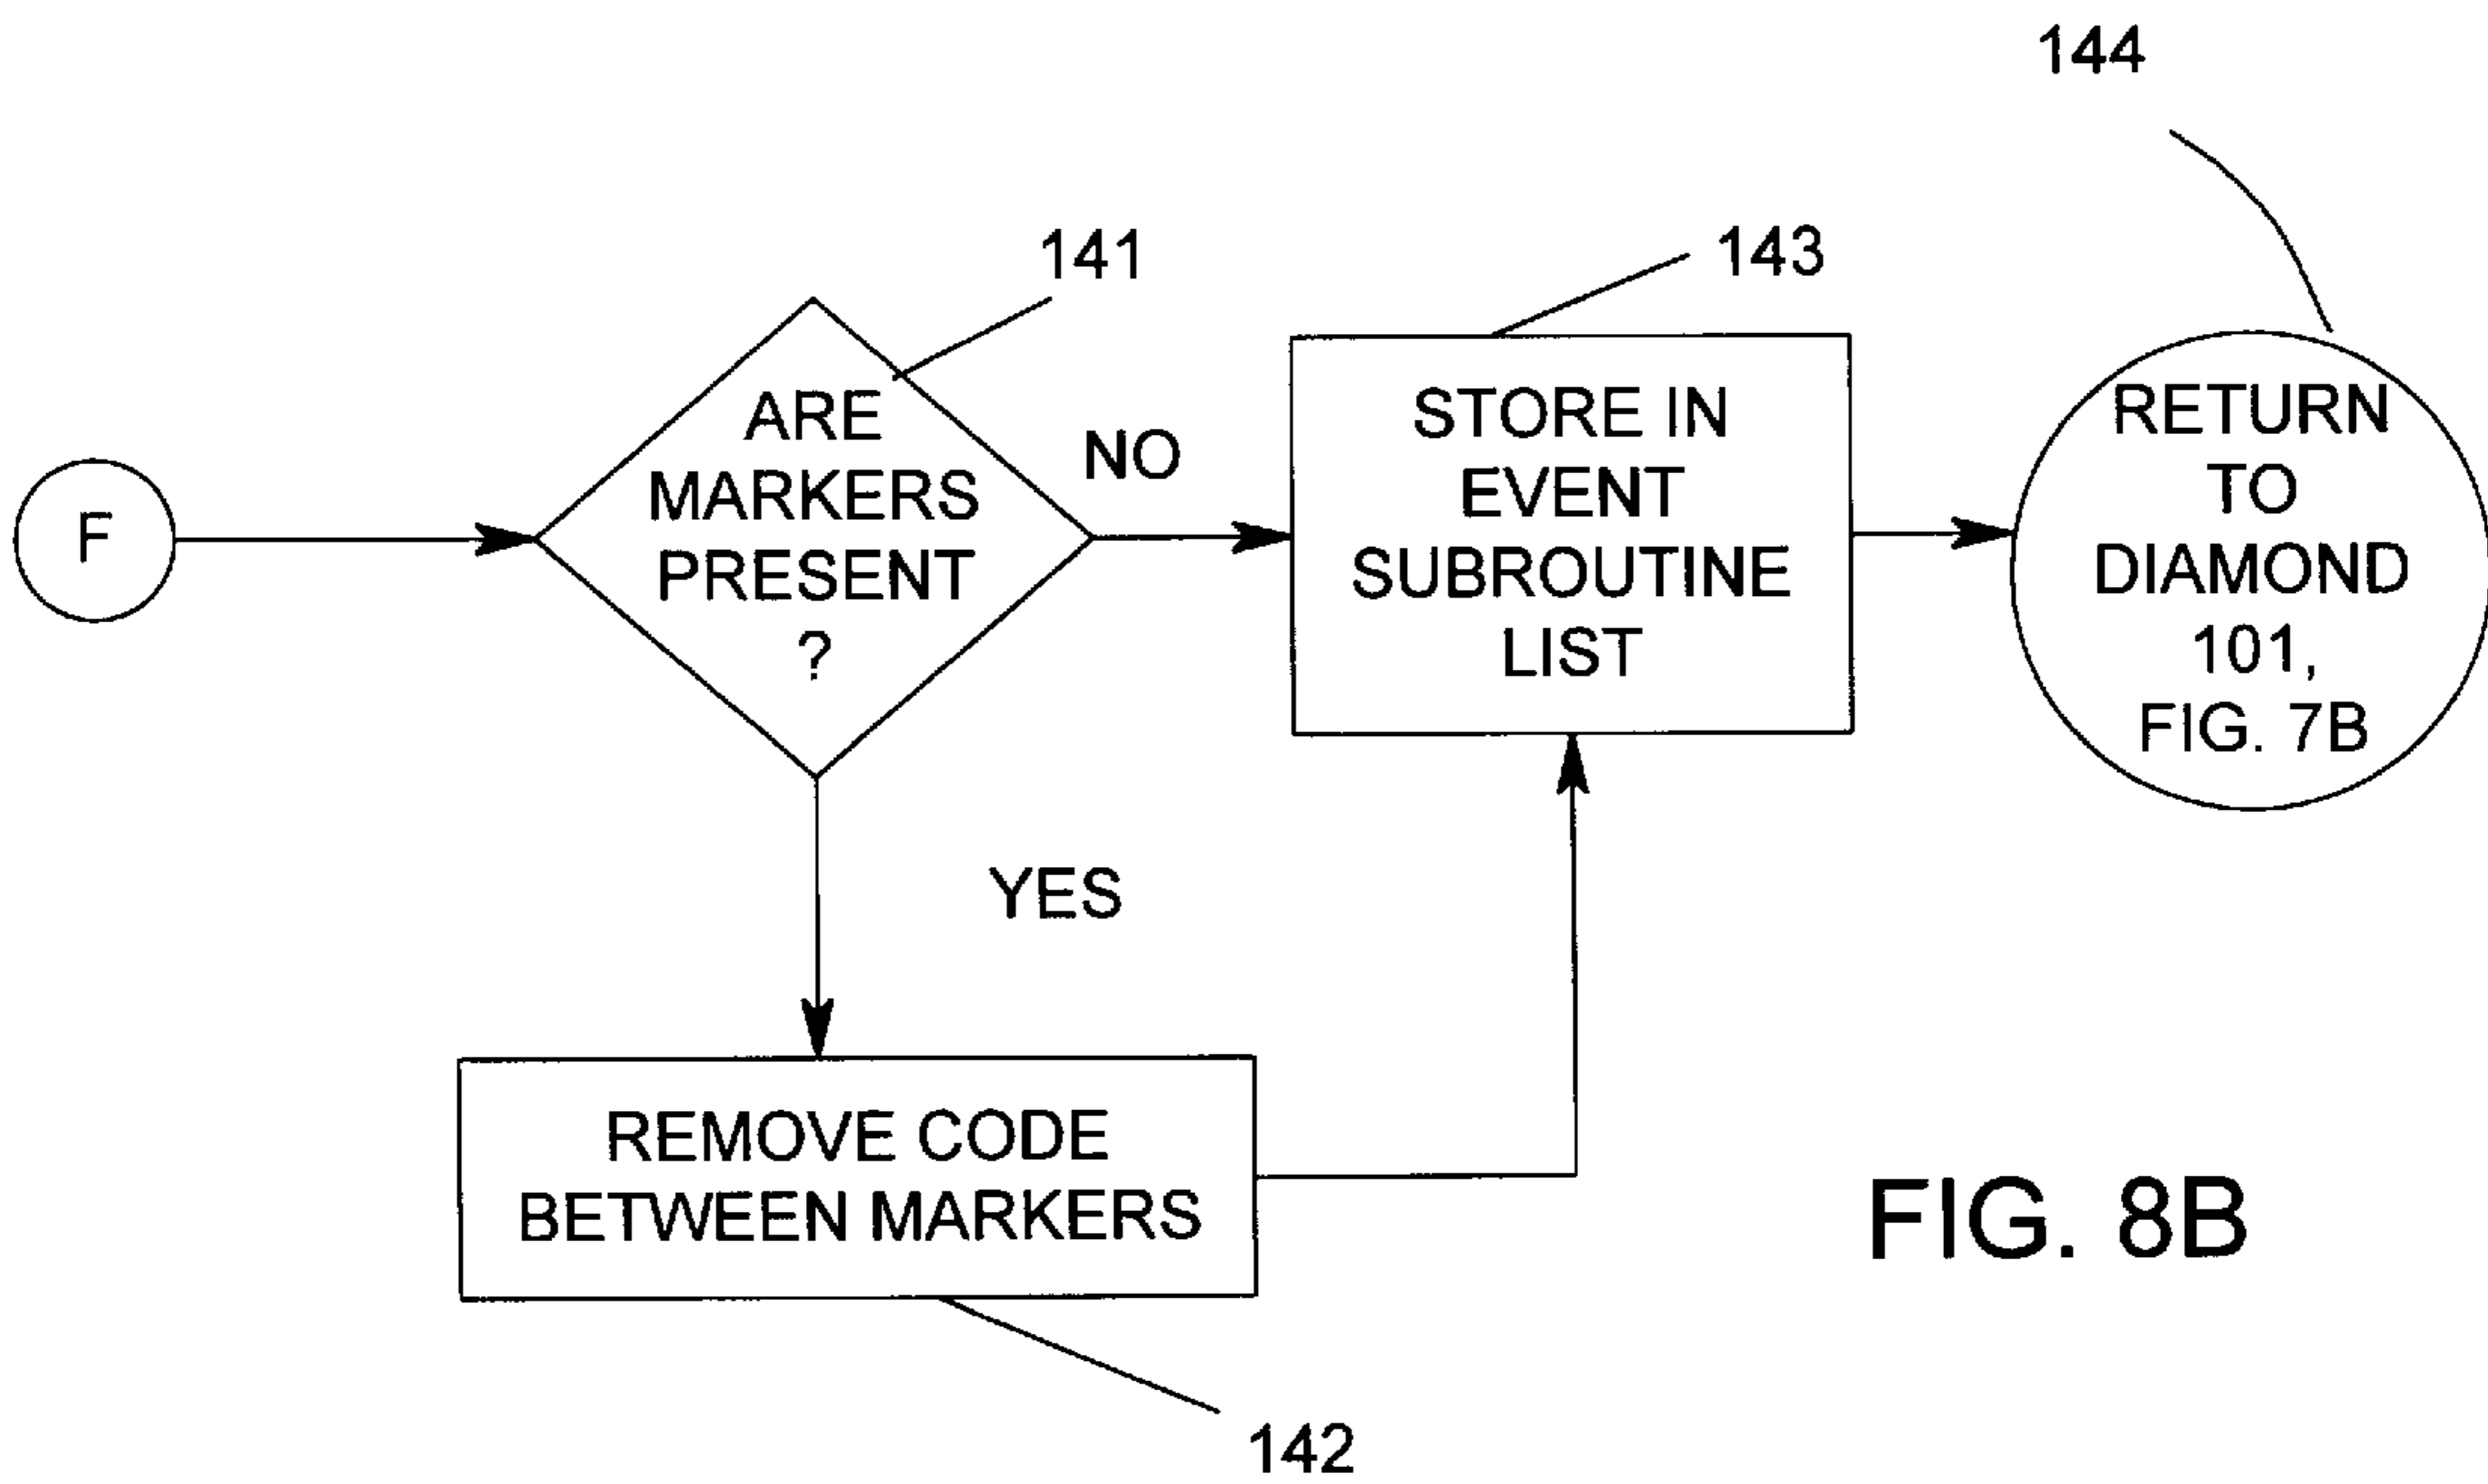 144
141
143
F
ARE
MARKERS
PRESENT
?
NO
STORE IN
EVENT
SUBROUTINE
LIST
RETURN
TO
DIAMOND
101,
FIG. 7B
YES
REMOVE CODE
BETWEEN MARKERS
142
FIG. 8B